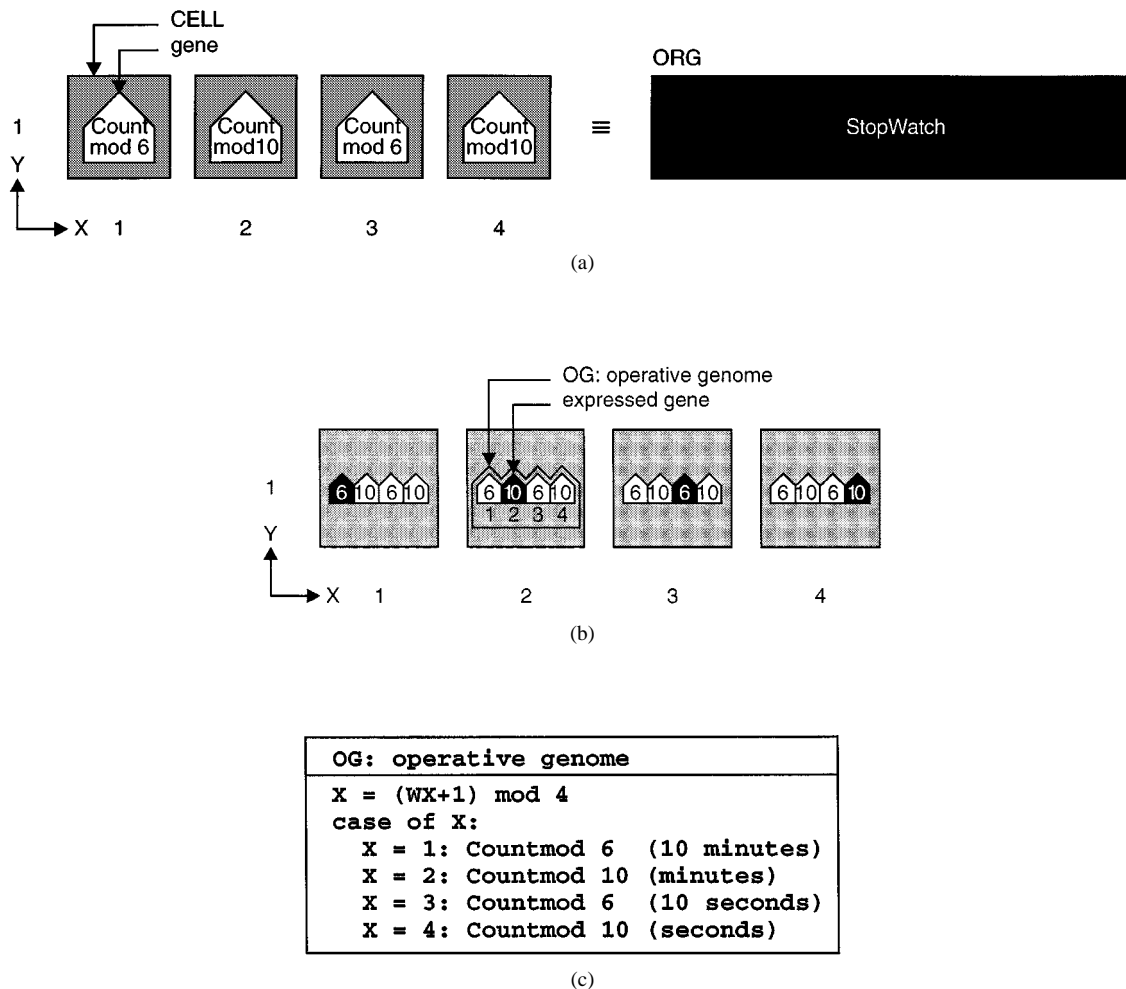 CELL
gene
ORG
1
Count mod 6
Count mod10
Count mod 6
Count mod10
≡
StopWatch
Y
X 1 2 3 4
(a)
OG: operative genome
expressed gene
1
6 10 6 10
6 10 6 10
1 2 3 4
6 10 6 10
6 10 6 10
Y
X 1 2 3 4
(b)
OG: operative genome
X = (WX+1) mod 4
case of X:
X = 1: Countmod 6 (10 minutes)
X = 2: Countmod 10 (minutes)
X = 3: Countmod 6 (10 seconds)
X = 4: Countmod 10 (seconds)
(c)